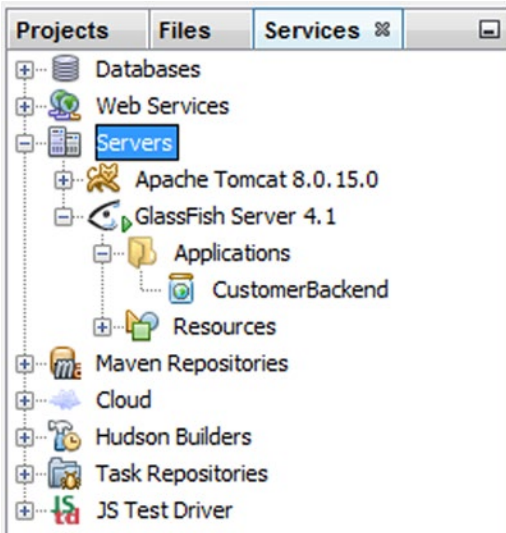 Projects Files Services
Databases
Web Services
Servers
Apache Tomcat 8.0.15.0
GlassFish Server 4.1
Applications
CustomerBackend
Resources
Maven Repositories
Cloud
Hudson Builders
Task Repositories
JS Test Driver